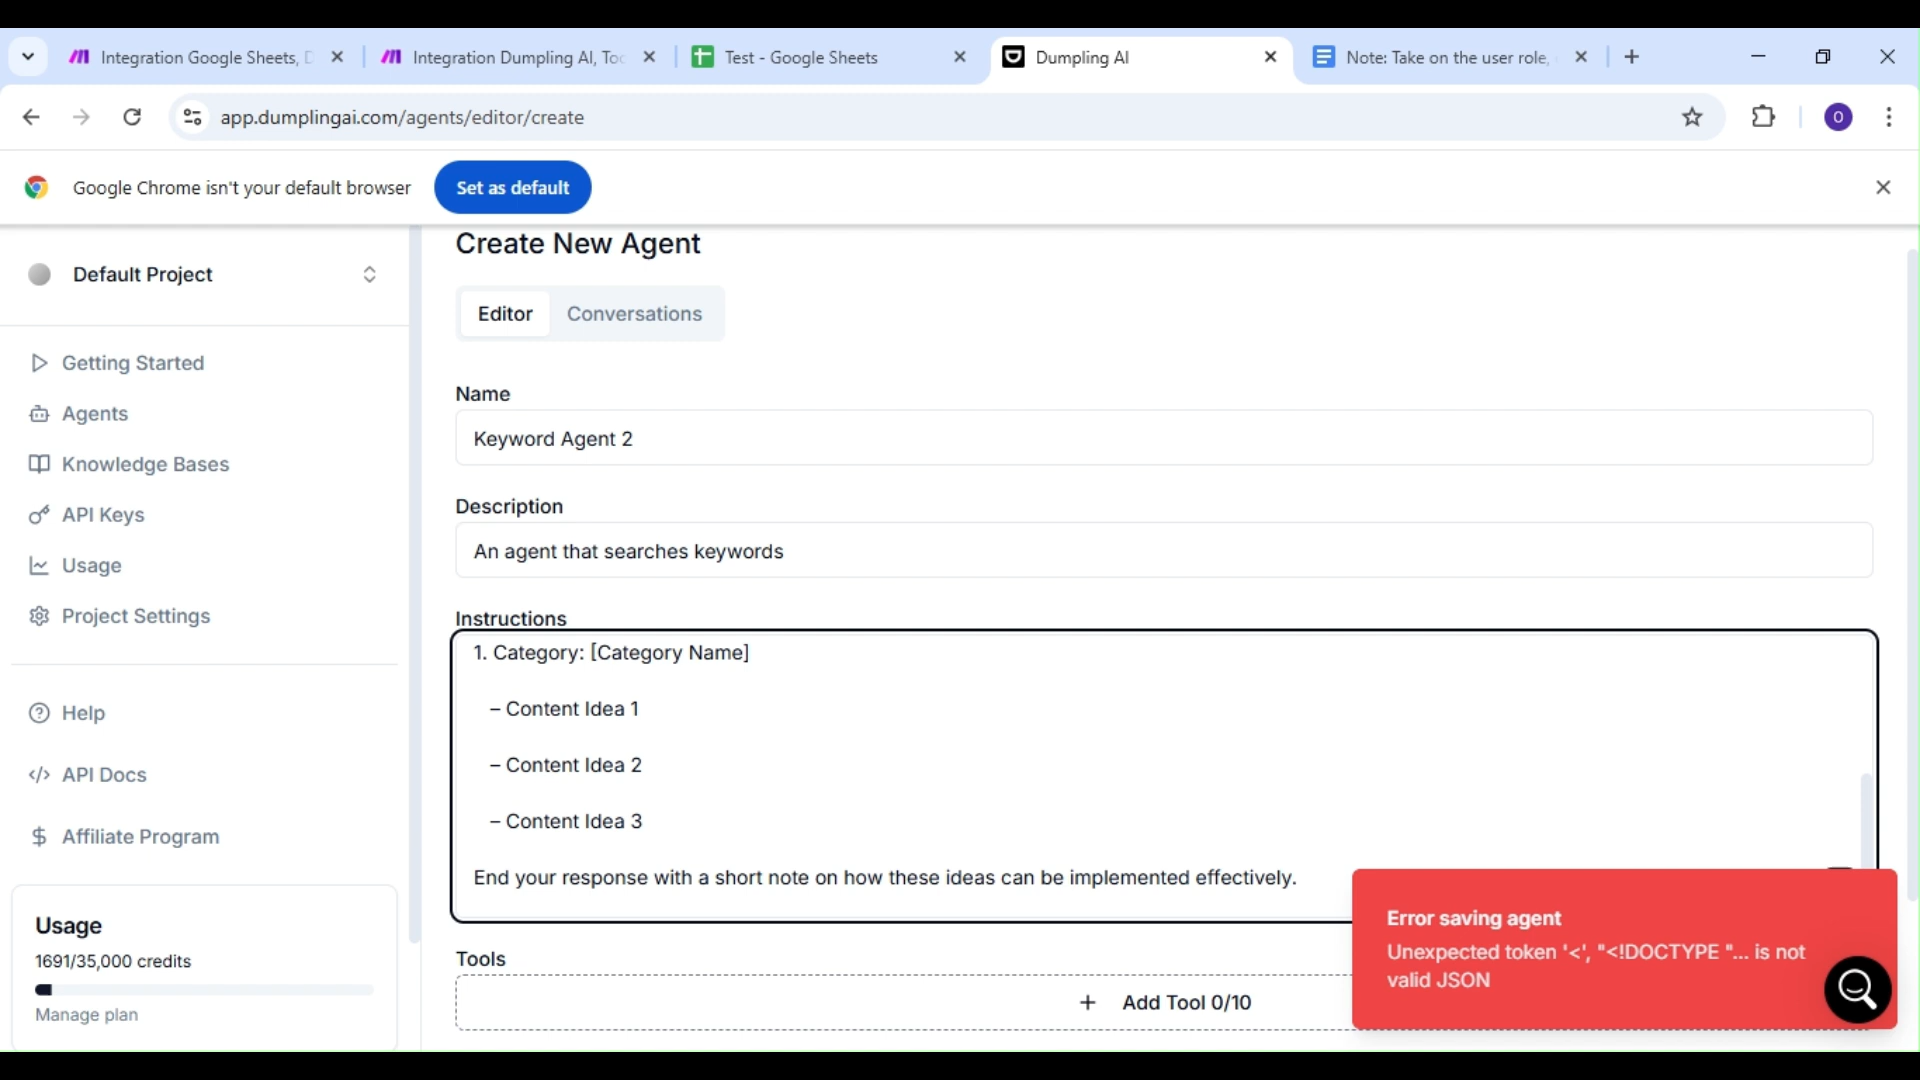 Integration Google Sheets, D
Integration Dumpling AI, Too
Test - Google Sheets
Dumpling AI
Note: Take on the user role,
app.dumplingai.com/agents/editor/create
O
Google Chrome isn't your default browser
Set as default
Default Project
Getting Started
Agents
Knowledge Bases
API Keys
Usage
Project Settings
Help
API Docs
Affiliate Program
Usage
1691/35,000 credits
Manage plan
Create New Agent
Editor
Conversations
Name
Keyword Agent 2
Description
An agent that searches keywords
Instructions
1. Category: [Category Name]
– Content Idea 1
– Content Idea 2
– Content Idea 3
End your response with a short note on how these ideas can be implemented effectively.
Tools
+ Add Tool 0/10
Error saving agent
Unexpected token '<', "<!DOCTYPE "... is not
valid JSON